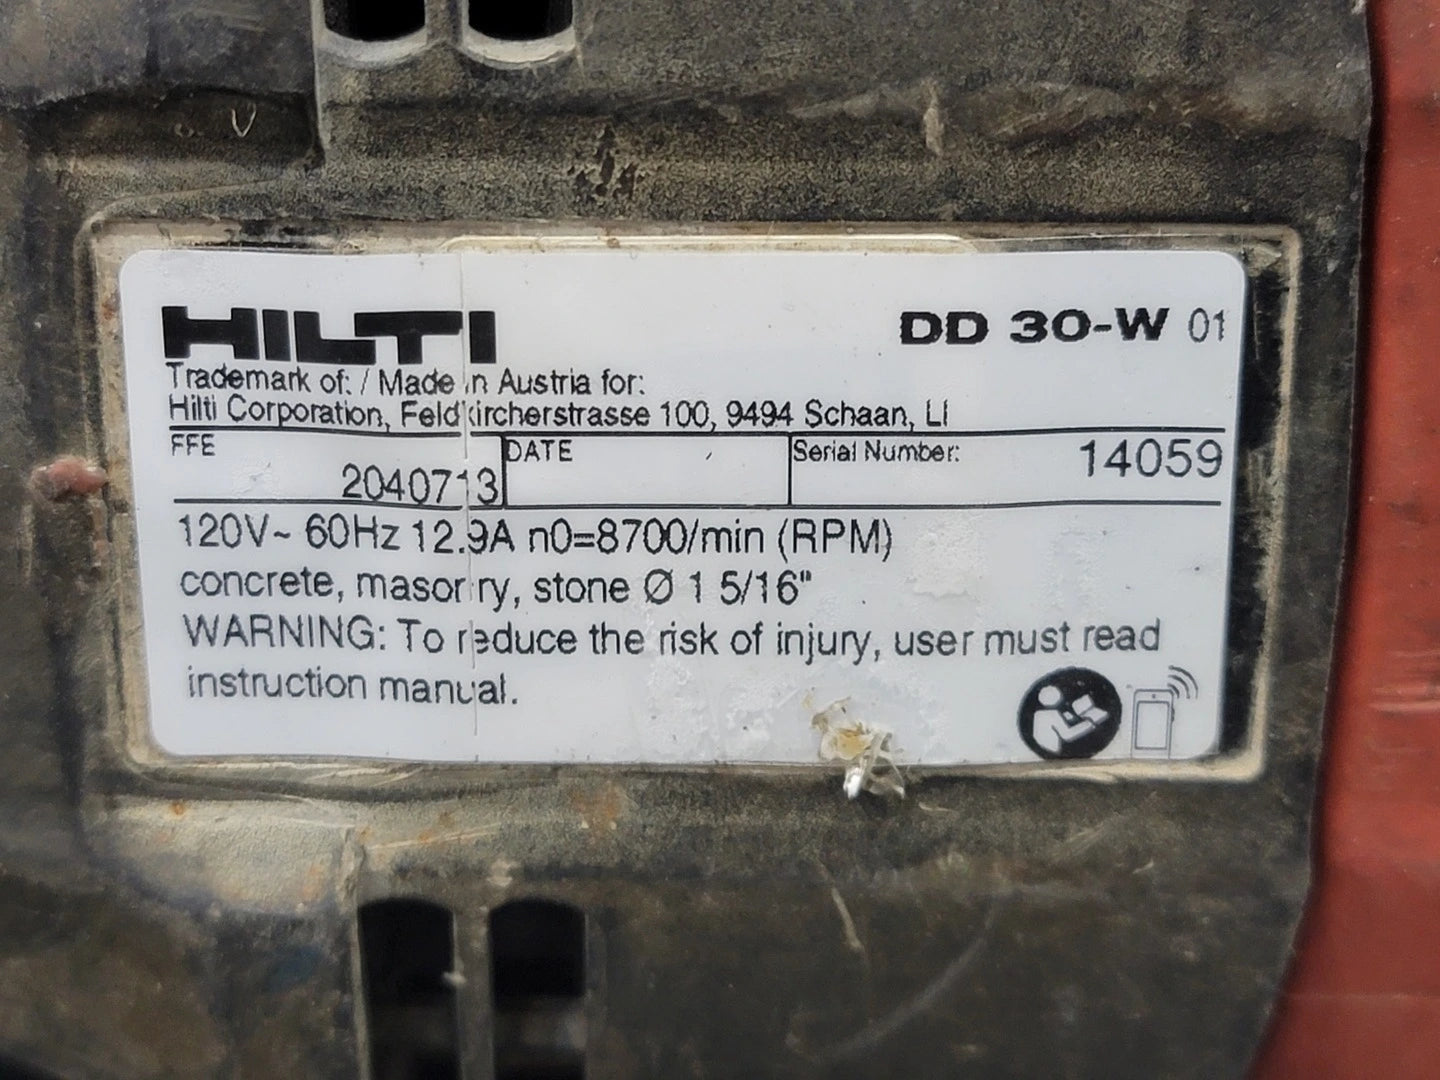 HILTI DD 30-W 01
Trademark of: / Made in Austria for:
Hilti Corporation, Feldkircherstrasse 100, 9494 Schaan, LI
FFE DATE Serial Number: 14059
2040713
120V~ 60Hz 12.9A n0=8700/min (RPM)
concrete, masonry, stone Ø 1 5/16"
WARNING: To reduce the risk of injury, user must read
instruction manual.